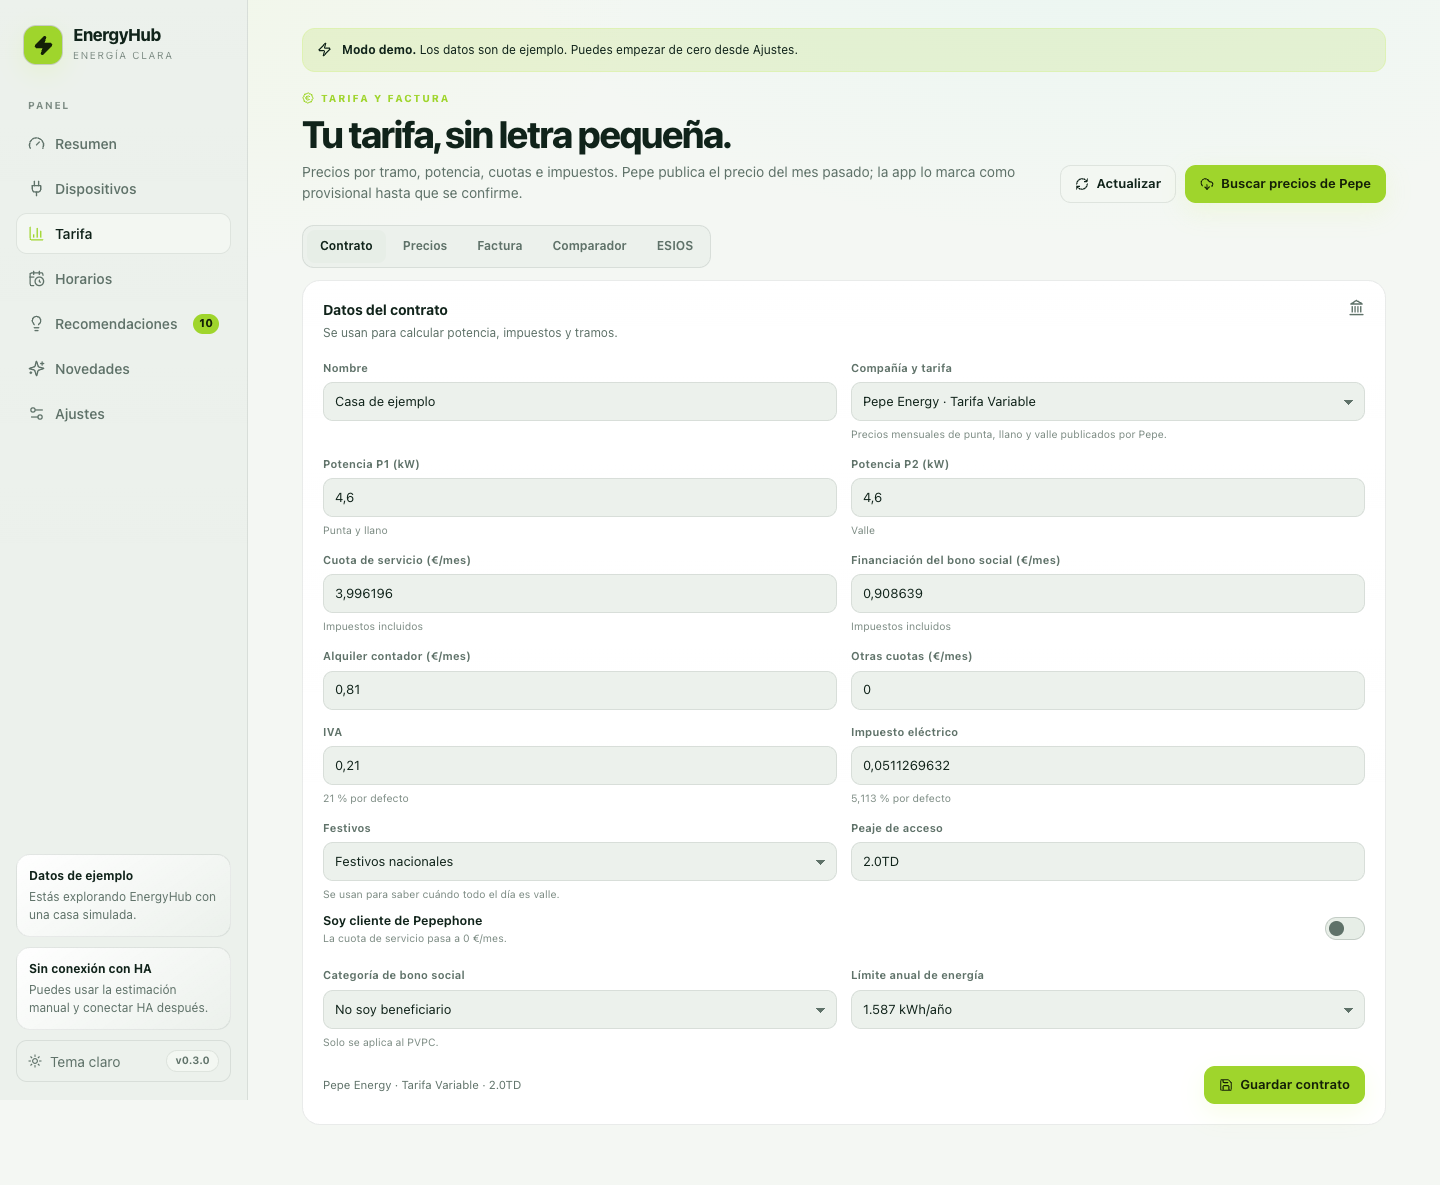 EnergyHub
ENERGÍA CLARA
PANEL
Resumen
Dispositivos
Tarifa
Horarios
Recomendaciones 10
Novedades
Ajustes
Datos de ejemplo
Estás explorando EnergyHub con
una casa simulada.
Sin conexión con HA
Puedes usar la estimación
manual y conectar HA después.
Tema claro v0.3.0
Modo demo. Los datos son de ejemplo. Puedes empezar de cero desde Ajustes.
TARIFA Y FACTURA
Tu tarifa, sin letra pequeña.
Precios por tramo, potencia, cuotas e impuestos. Pepe publica el precio del mes pasado; la app lo marca como
provisional hasta que se confirme.
Actualizar
Buscar precios de Pepe
Contrato Precios Factura Comparador ESIOS
Datos del contrato
Se usan para calcular potencia, impuestos y tramos.
Nombre
Casa de ejemplo
Compañía y tarifa
Pepe Energy · Tarifa Variable
Precios mensuales de punta, llano y valle publicados por Pepe.
Potencia P1 (kW)
4,6
Punta y llano
Potencia P2 (kW)
4,6
Valle
Cuota de servicio (€/mes)
3,996196
Impuestos incluidos
Financiación del bono social (€/mes)
0,908639
Impuestos incluidos
Alquiler contador (€/mes)
0,81
Otras cuotas (€/mes)
0
IVA
0,21
21 % por defecto
Impuesto eléctrico
0,0511269632
5,113 % por defecto
Festivos
Festivos nacionales
Se usan para saber cuándo todo el día es valle.
Peaje de acceso
2.0TD
Soy cliente de Pepephone
La cuota de servicio pasa a 0 €/mes.
Categoría de bono social
No soy beneficiario
Solo se aplica al PVPC.
Límite anual de energía
1.587 kWh/año
Pepe Energy · Tarifa Variable · 2.0TD
Guardar contrato